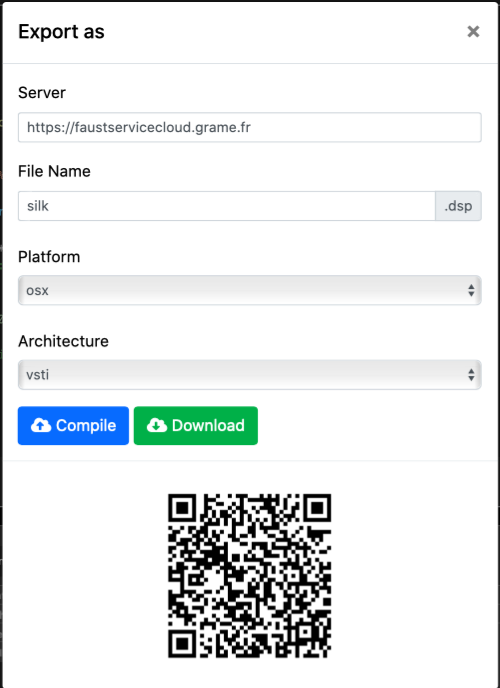 Export as
Server
https://faustservicecloud.grame.fr
File Name
silk .dsp
Platform
osx
Architecture
vsti
Compile Download